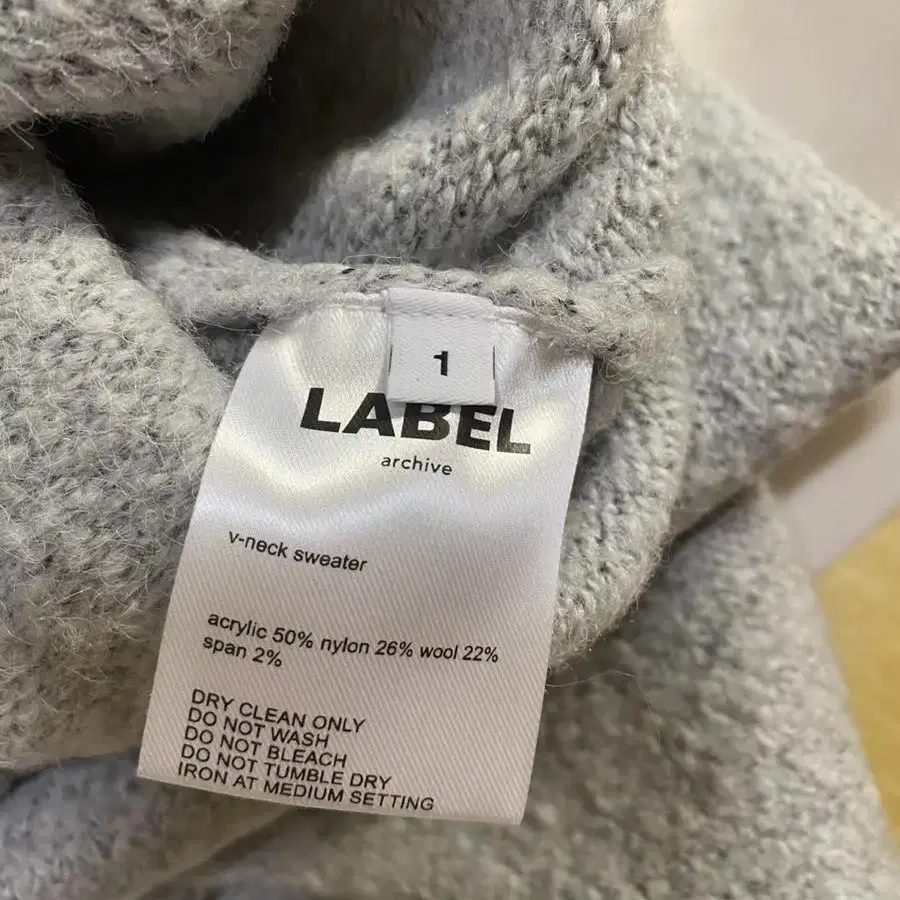 1
LABEL
archive
v-neck sweater
acrylic 50% nylon 26% wool 22%
span 2%
DRY CLEAN ONLY
DO NOT WASH
DO NOT BLEACH
DO NOT TUMBLE DRY
IRON AT MEDIUM SETTING